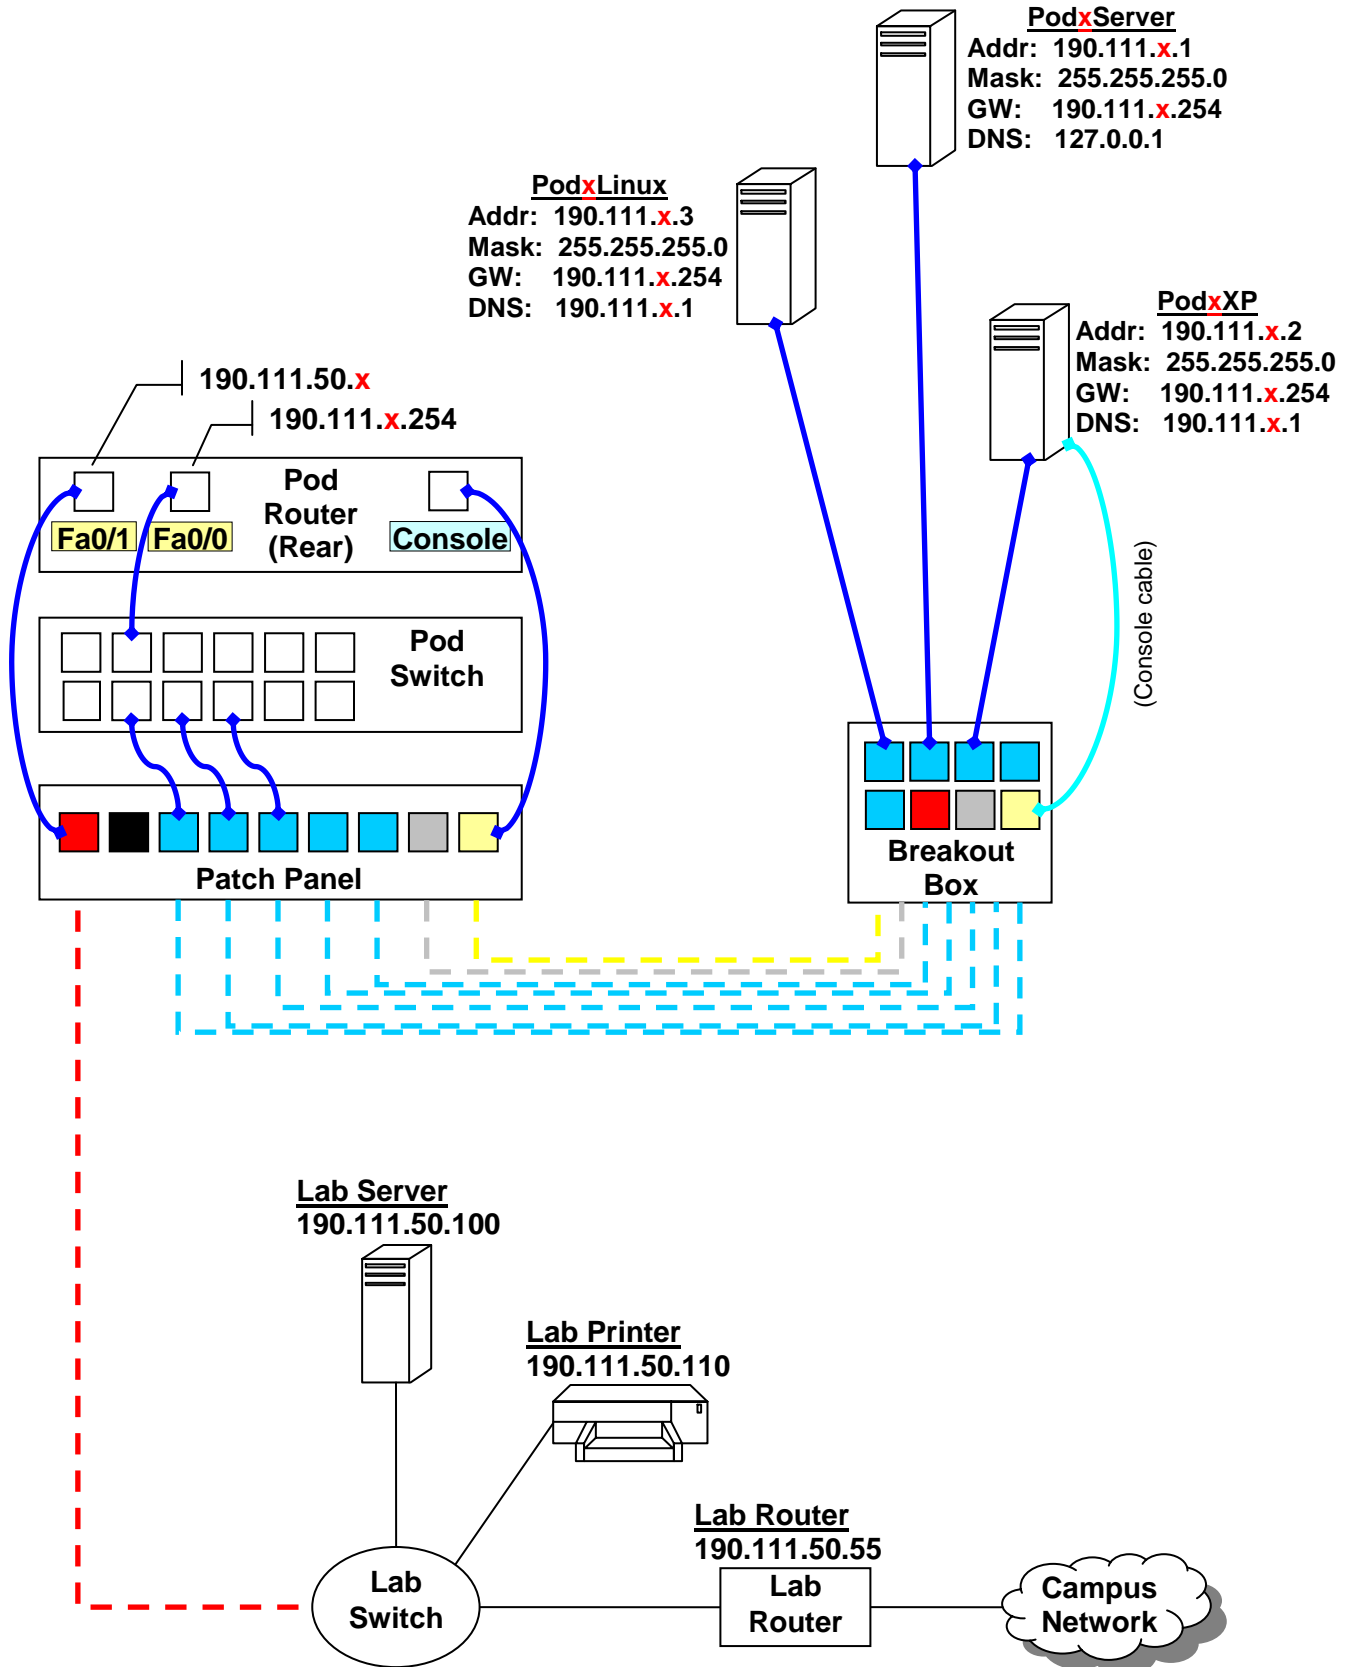 PodxServer
Addr: 190.111.x.1
Mask: 255.255.255.0
GW: 190.111.x.254
DNS: 127.0.0.1
PodxLinux
Addr: 190.111.x.3
Mask: 255.255.255.0
GW: 190.111.x.254
DNS: 190.111.x.1
PodxXP
Addr: 190.111.x.2
Mask: 255.255.255.0
GW: 190.111.x.254
DNS: 190.111.x.1
190.111.50.x
190.111.x.254
Pod
Router
(Rear)
Fa0/1
Fa0/0
Console
(Console cable)
Pod
Switch
Patch Panel
Breakout
Box
Lab Server
190.111.50.100
Lab Printer
190.111.50.110
Lab Router
190.111.50.55
Lab
Switch
Lab
Router
Campus
Network